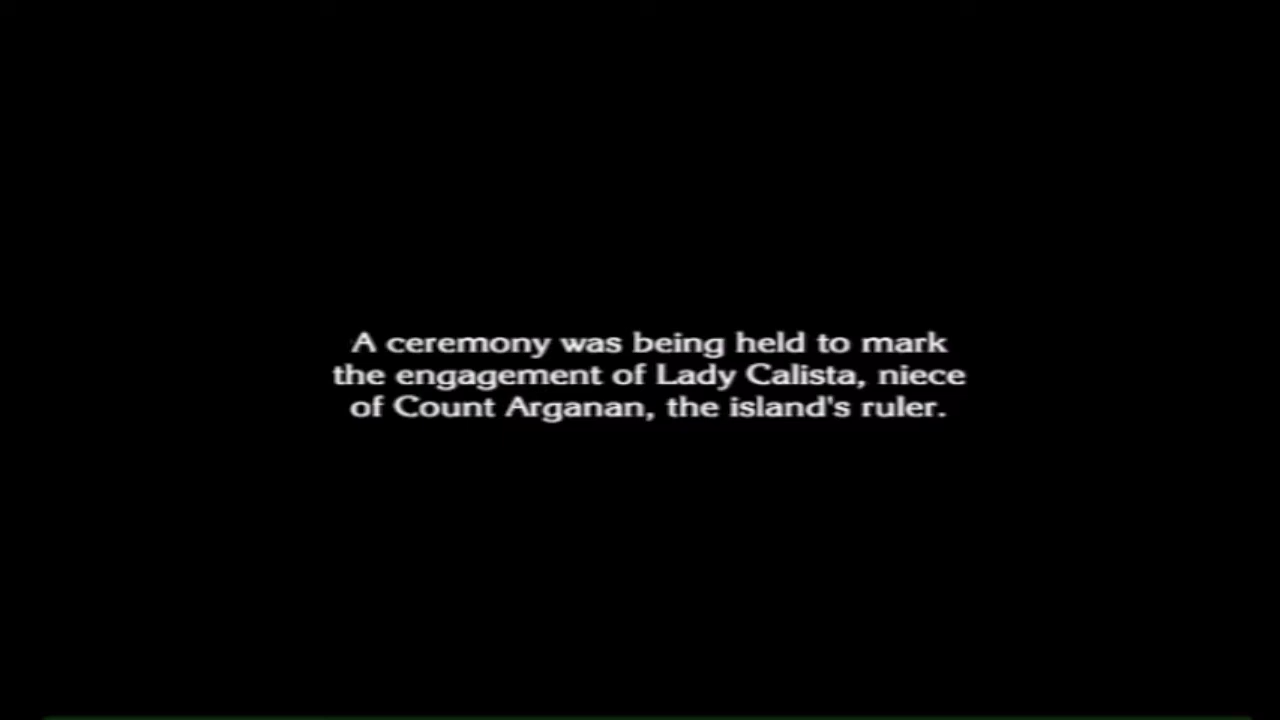 A ceremony was being held to mark
the engagement of Lady Calista, niece
of Count Arganan, the island's ruler.